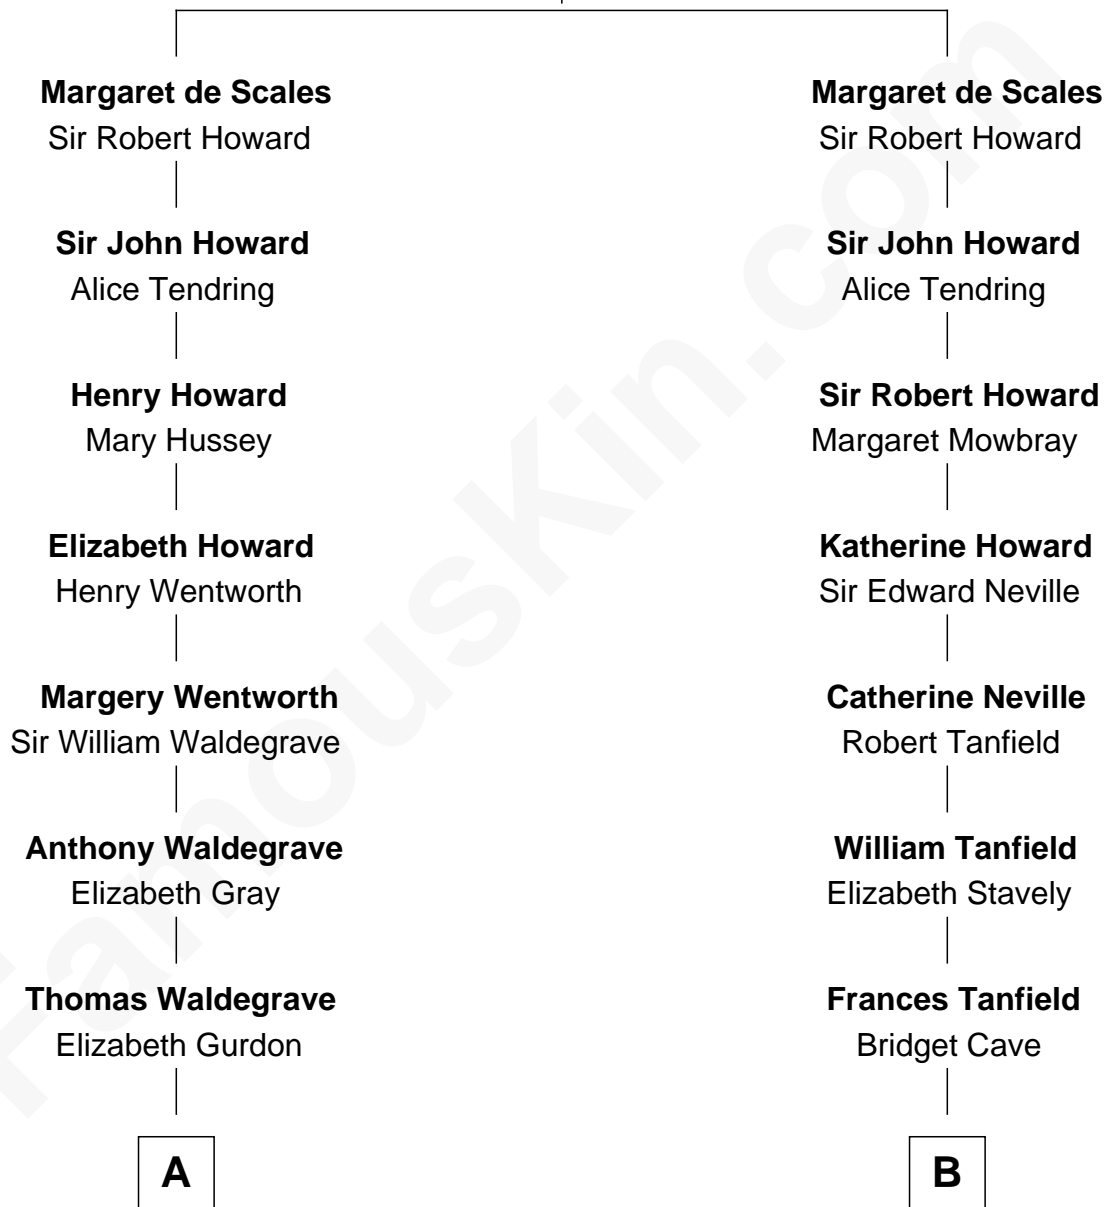 Margaret de Scales
Sir Robert Howard
Sir John Howard
Alice Tendring
Henry Howard
Mary Hussey
Elizabeth Howard
Henry Wentworth
Margery Wentworth
Sir William Waldegrave
Anthony Waldegrave
Elizabeth Gray
Thomas Waldegrave
Elizabeth Gurdon
A
Margaret de Scales
Sir Robert Howard
Sir John Howard
Alice Tendring
Sir Robert Howard
Margaret Mowbray
Katherine Howard
Sir Edward Neville
Catherine Neville
Robert Tanfield
William Tanfield
Elizabeth Stavely
Frances Tanfield
Bridget Cave
B
FamousKin.com